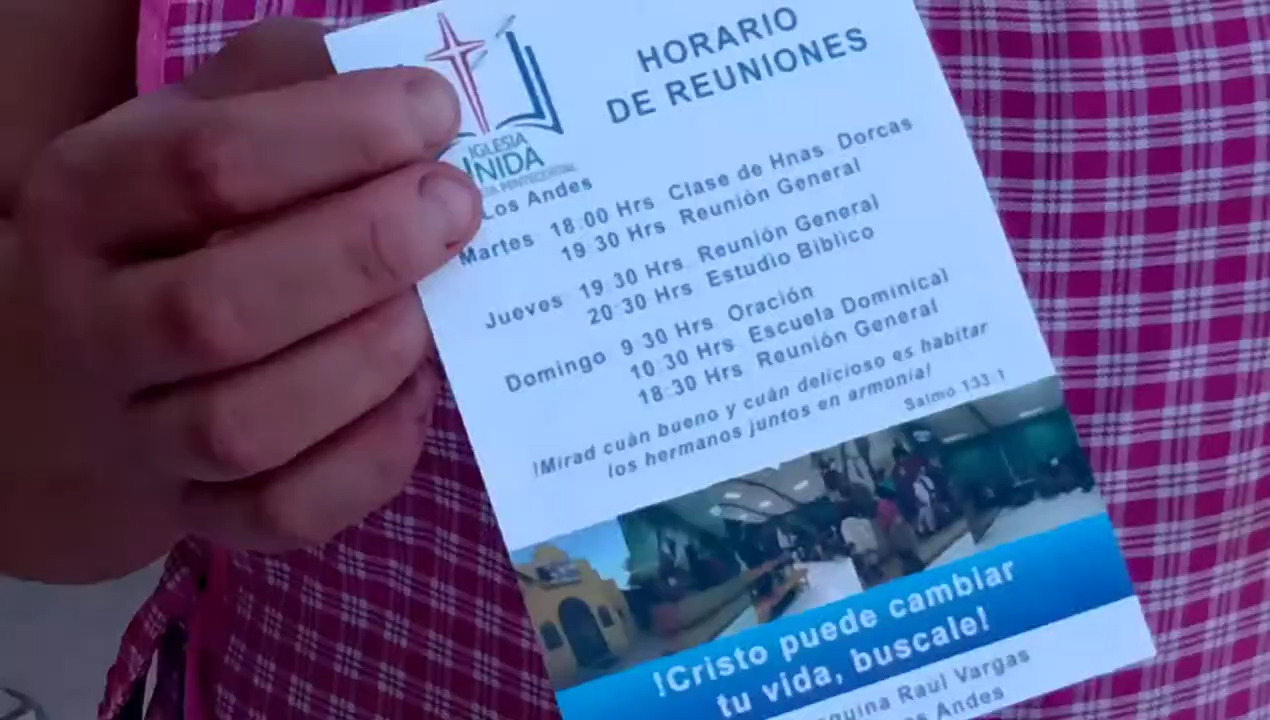 HORARIO
DE REUNIONES
IGLESIA
UNIDA
PENTECOSTAL
Los Andes
Martes 18:00 Hrs Clase de Hnas. Dorcas
19:30 Hrs Reunión General
Jueves 19:30 Hrs Reunión General
20:30 Hrs Estudio Biblico
Domingo 9:30 Hrs Oración
10:30 Hrs Escuela Dominical
18:30 Hrs Reunión General
!Mirad cuán bueno y cuán delicioso es habitar
los hermanos juntos en armonia!
Salmo 133:1
!Cristo puede cambiar
tu vida, buscale!
Raul Vargas
Andes